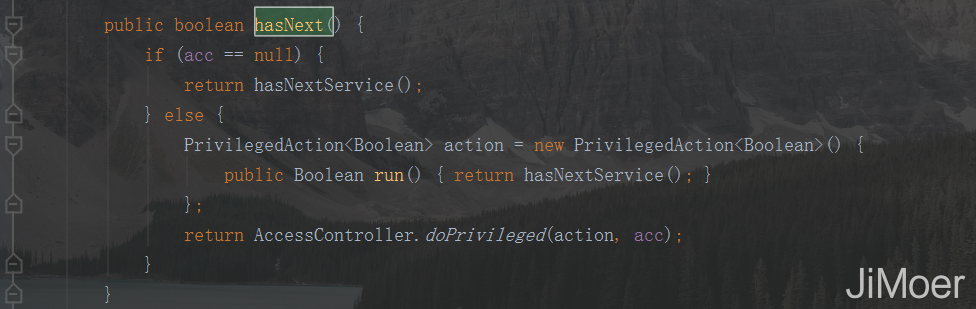 public boolean hasNext() {
    if (acc == null) {
        return hasNextService();
    } else {
        PrivilegedAction<Boolean> action = new PrivilegedAction<Boolean>() {
            public Boolean run() { return hasNextService(); }
        };
        return AccessController.doPrivileged(action, acc);
    }
}
JiMoer